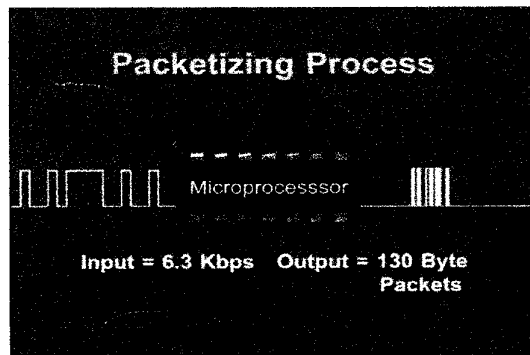 Packetizing Process
Microprocesssor
Input = 6.3 Kbps Output = 130 Byte
Packets